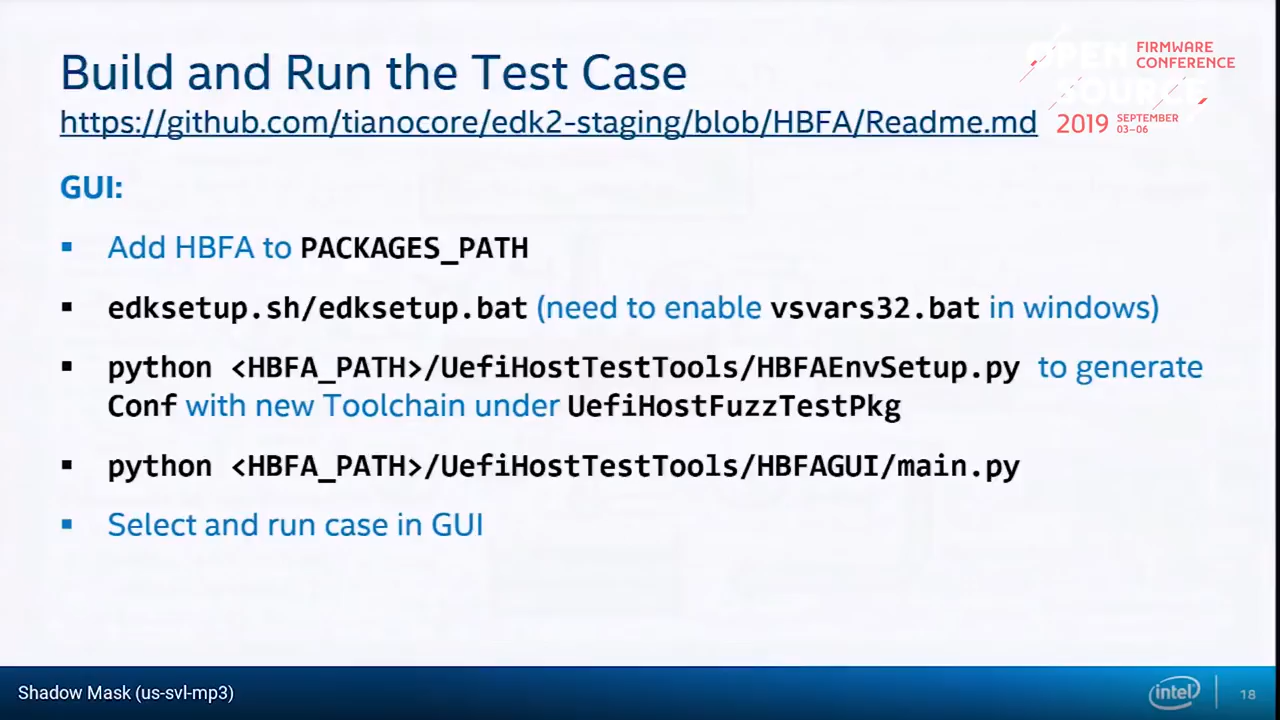 Build and Run the Test Case
https://github.com/tianocore/edk2-staging/blob/HBFA/Readme.md
OPEN SOURCE FIRMWARE CONFERENCE
2019 SEPTEMBER 03–06
GUI:
▪ Add HBFA to PACKAGES_PATH
▪ edksetup.sh/edksetup.bat (need to enable vsvars32.bat in windows)
▪ python <HBFA_PATH>/UefiHostTestTools/HBFAEnvSetup.py to generate
Conf with new Toolchain under UefiHostFuzzTestPkg
▪ python <HBFA_PATH>/UefiHostTestTools/HBFAGUI/main.py
▪ Select and run case in GUI
Shadow Mask (us-svl-mp3)
intel
18